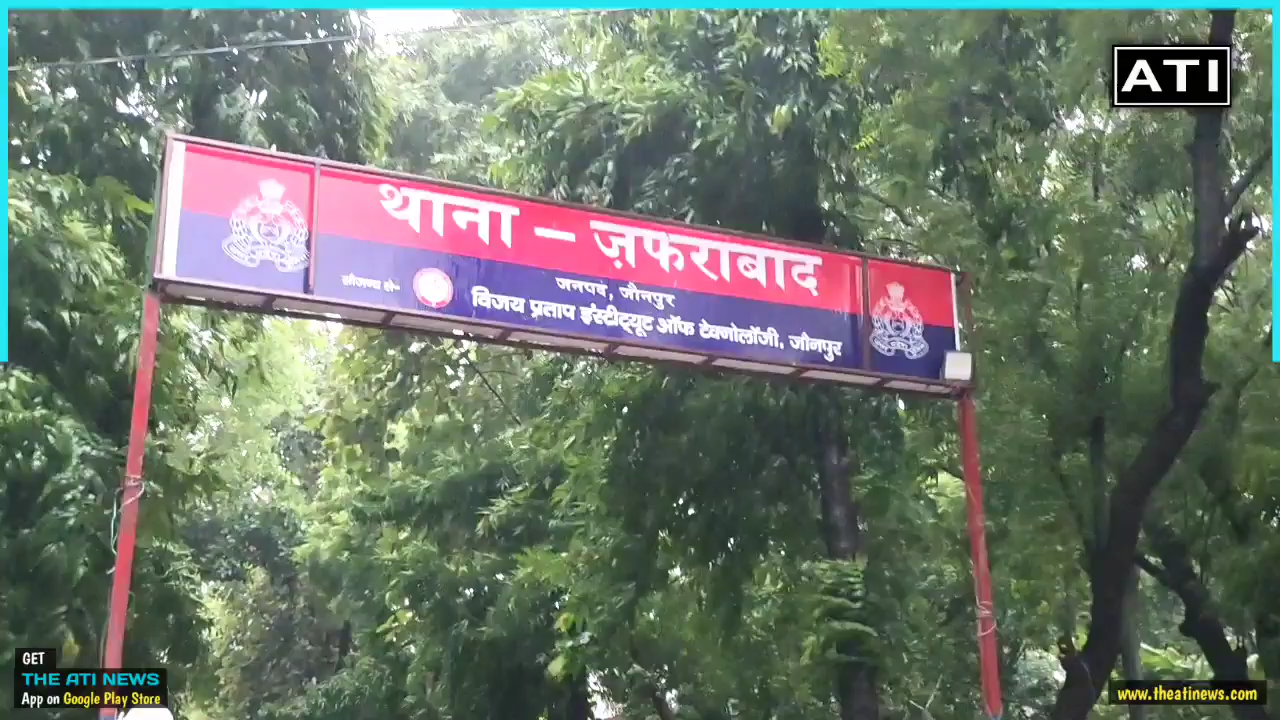 ATI
थाना – ज़फराबाद
जनपद, जौनपुर
सौजन्य से-
विजय प्रताप इंस्टीट्यूट ऑफ टेक्नोलॉजी, जौनपुर
GET
THE ATI NEWS
App on Google Play Store
www.theatinews.com